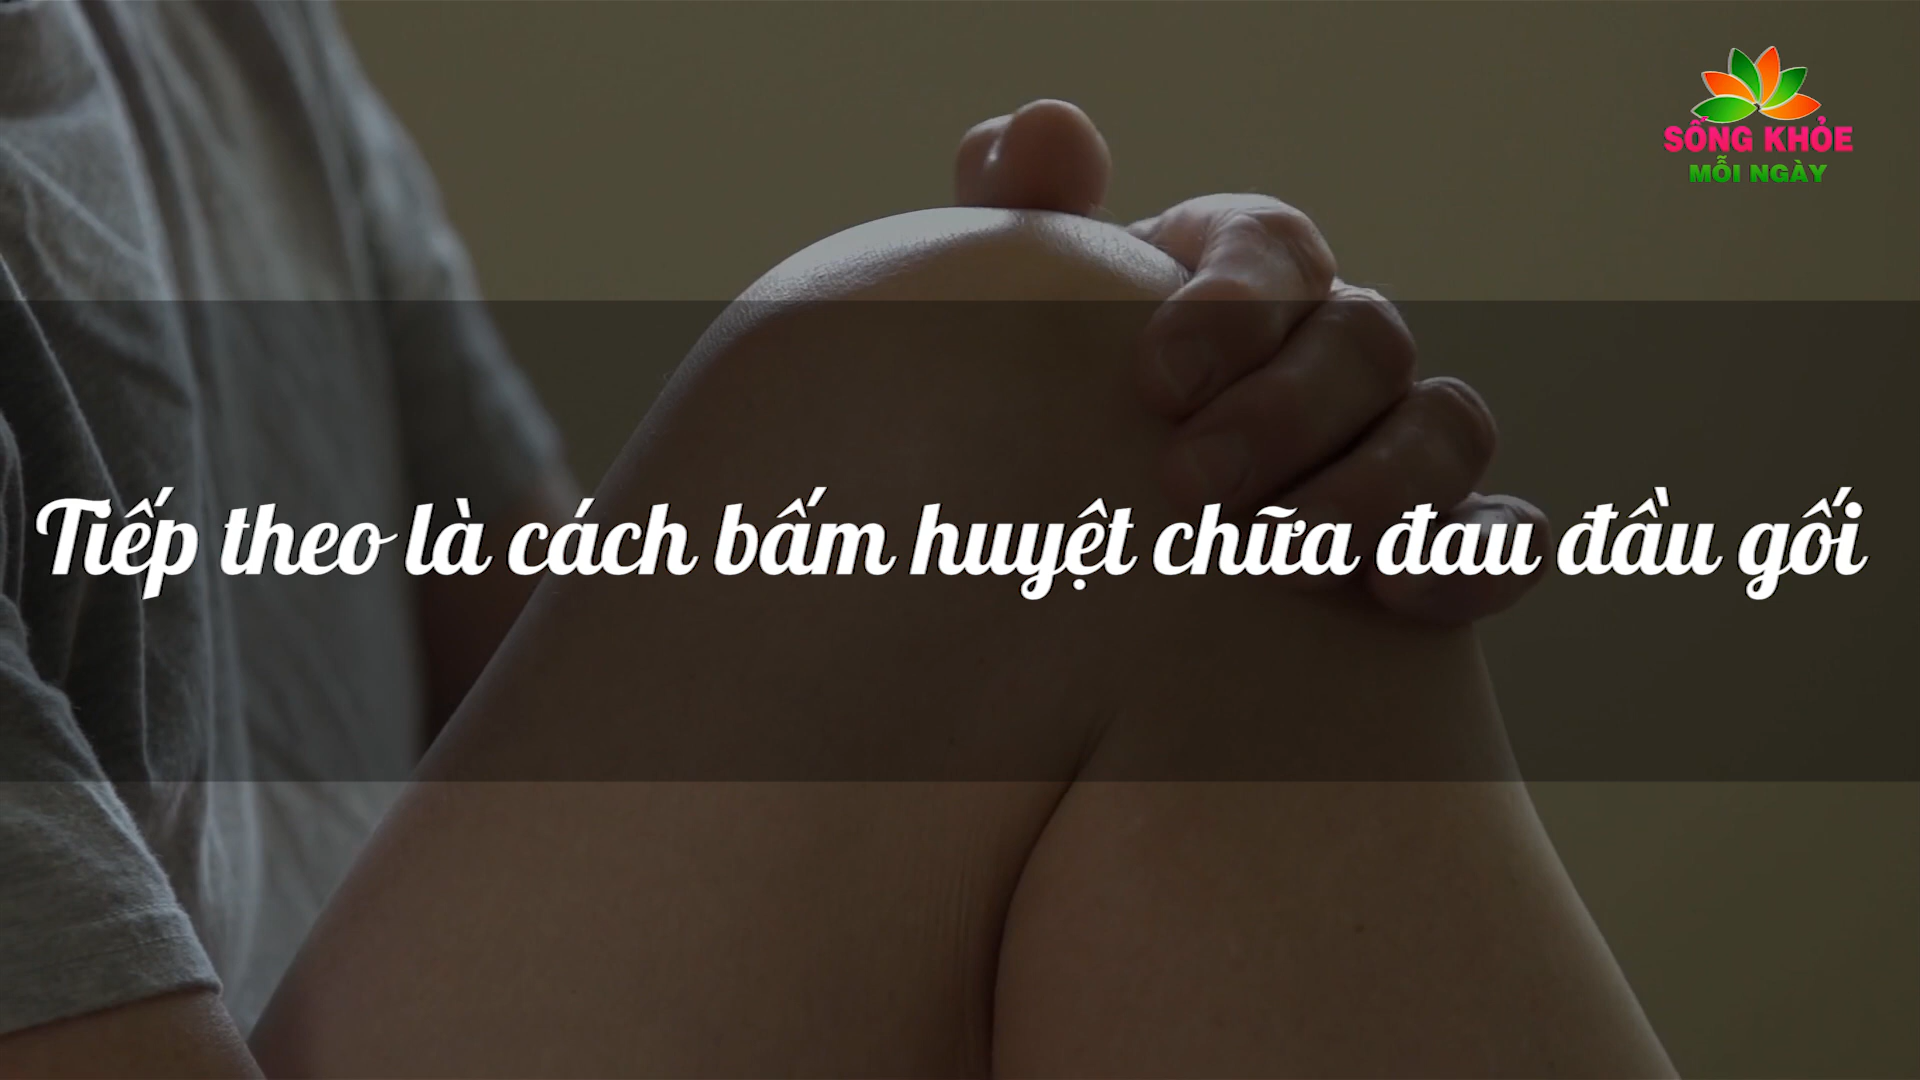 SỐNG KHỎE
MỖI NGÀY
Tiếp theo là cách bấm huyệt chữa đau đầu gối